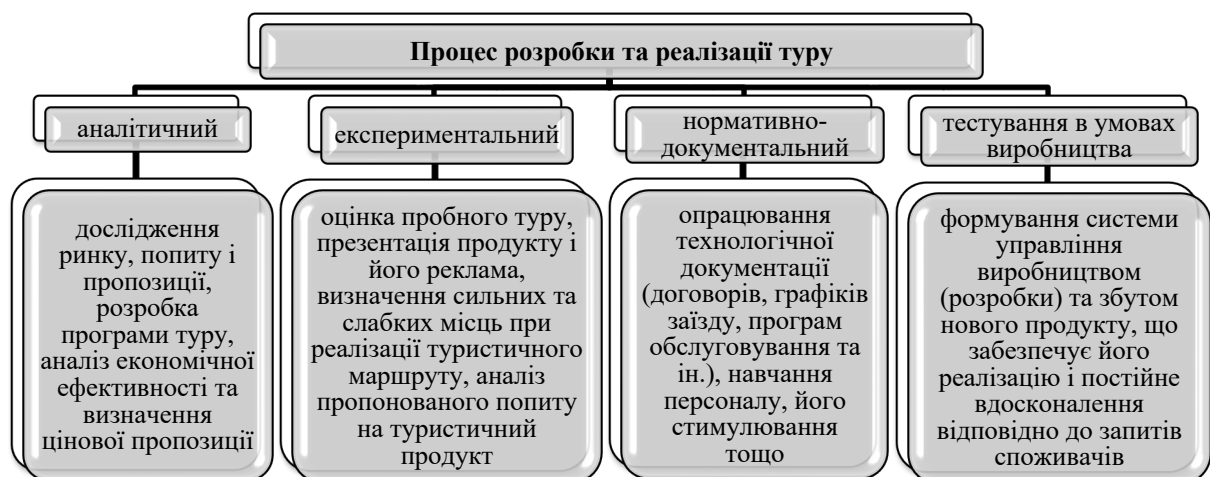 Процес розробки та реалізації туру
аналітичний
дослідження
ринку, попиту і
пропозиції,
розробка
програми туру,
аналіз економічної
ефективності та
визначення
цінової пропозиції
експериментальний
оцінка пробного туру,
презентація продукту і
його реклама,
визначення сильних та
слабких місць при
реалізації туристичного
маршруту, аналіз
пропонованого попиту
на туристичний
продукт
нормативно-
документальний
опрацювання
технологічної
документації
(договорів, графіків
заїзду, програм
обслуговування та
ін.), навчання
персоналу, його
стимулювання
тощо
тестування в умовах
виробництва
формування системи
управління
виробництвом
(розробки) та збутом
нового продукту, що
забезпечує його
реалізацію і постійне
вдосконалення
відповідно до запитів
споживачів